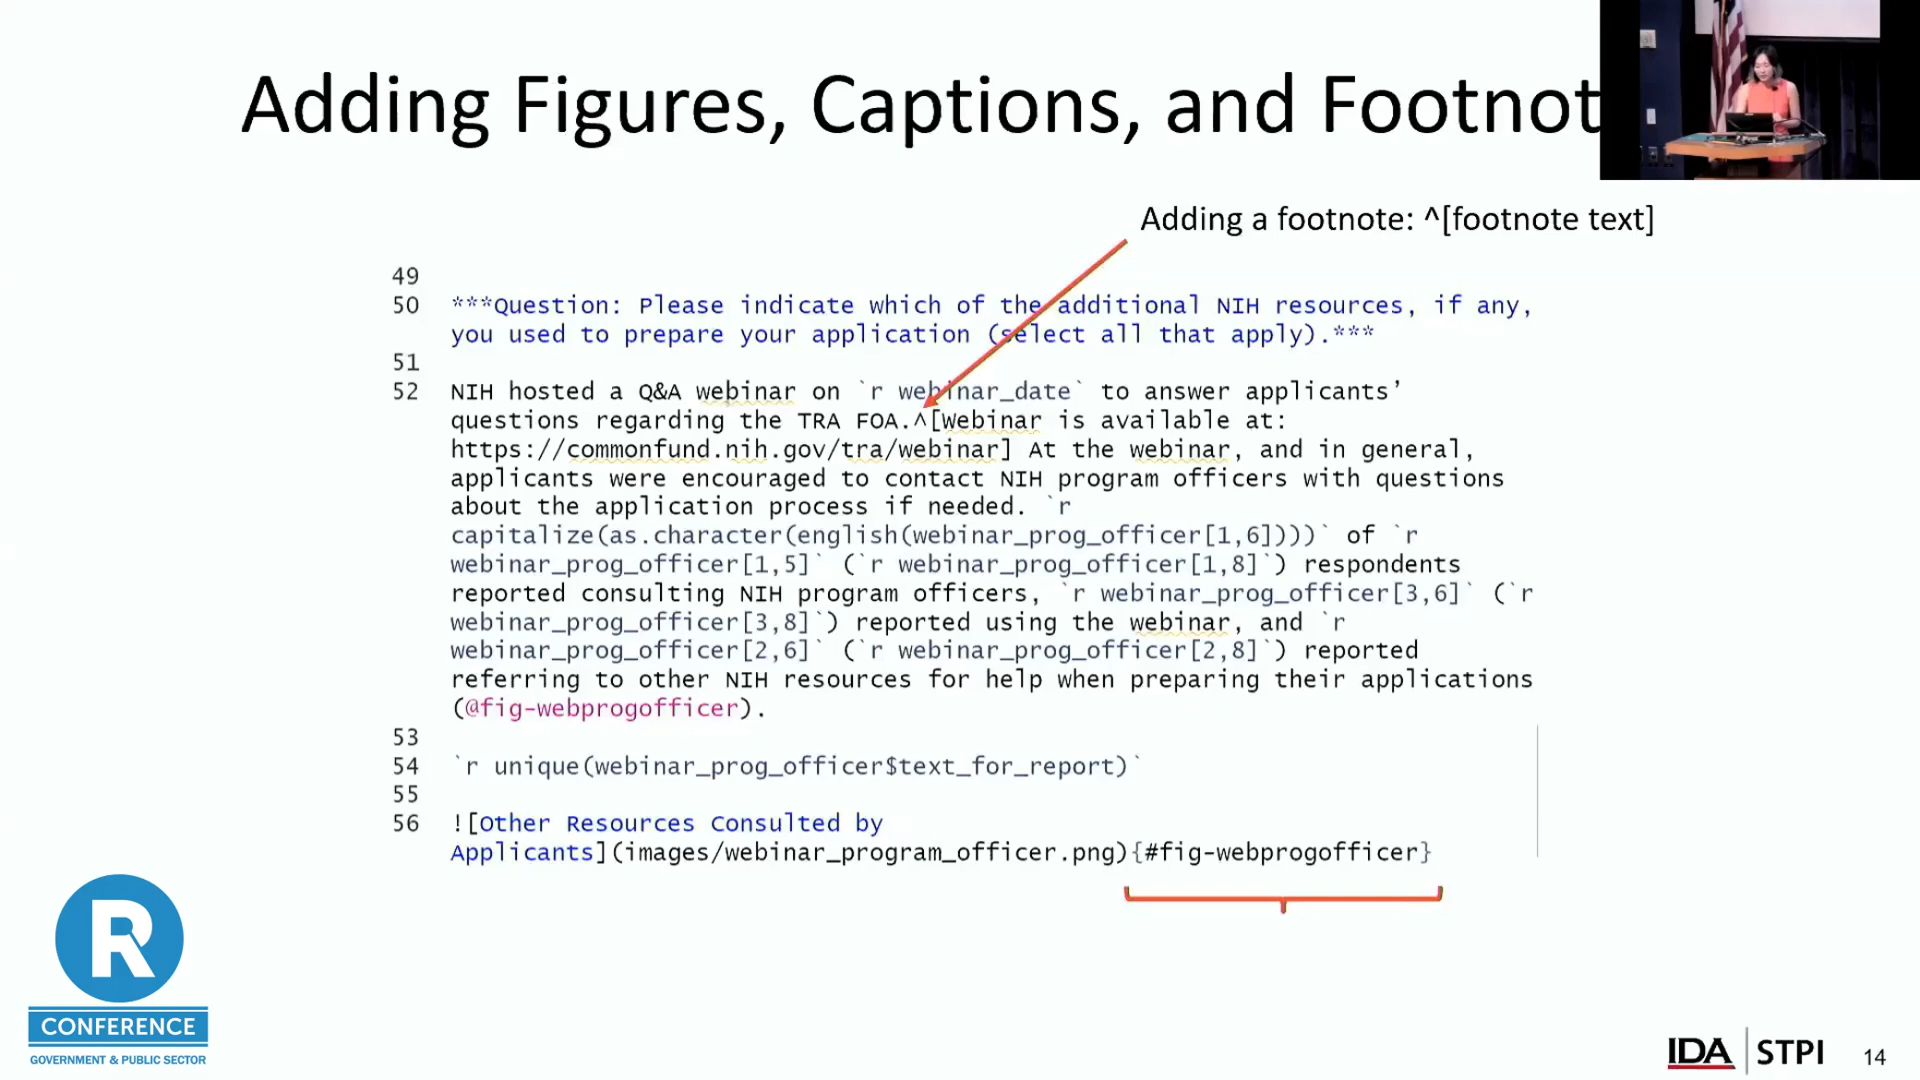 Adding Figures, Captions, and Footnot
Adding a footnote: ^[footnote text]
49
50 ***Question: Please indicate which of the additional NIH resources, if any,
you used to prepare your application (select all that apply).***
51
52 NIH hosted a Q&A webinar on `r webinar_date` to answer applicants’
questions regarding the TRA FOA.^[Webinar is available at:
https://commonfund.nih.gov/tra/webinar] At the webinar, and in general,
applicants were encouraged to contact NIH program officers with questions
about the application process if needed. `r
capitalize(as.character(english(webinar_prog_officer[1,6])))` of `r
webinar_prog_officer[1,5]` (`r webinar_prog_officer[1,8]`) respondents
reported consulting NIH program officers, `r webinar_prog_officer[3,6]` (`r
webinar_prog_officer[3,8]`) reported using the webinar, and `r
webinar_prog_officer[2,6]` (`r webinar_prog_officer[2,8]`) reported
referring to other NIH resources for help when preparing their applications
(@fig-webprogofficer).
53
54 `r unique(webinar_prog_officer$text_for_report)`
55
56 ![Other Resources Consulted by
Applicants](images/webinar_program_officer.png){#fig-webprogofficer}
R
CONFERENCE
GOVERNMENT & PUBLIC SECTOR
IDA STPI 14